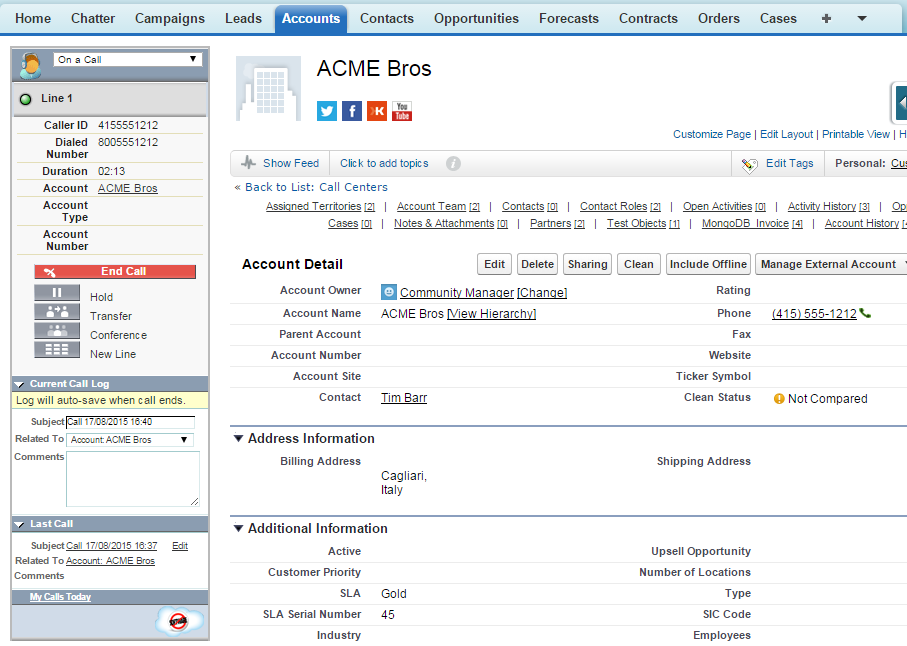 Home Chatter Campaigns Leads Accounts Contacts Opportunities Forecasts Contracts Orders Cases +
On a Call
Line 1
Caller ID 4155551212
Dialed Number 8005551212
Duration 02:13
Account ACME Bros
Account Type
Account Number
End Call
Hold
Transfer
Conference
New Line
Current Call Log
Log will auto-save when call ends.
Subject Call 17/08/2015 16:40
Related To Account: ACME Bros
Comments
Last Call
Subject Call 17/08/2015 16:37 Edit
Related To Account: ACME Bros
Comments
My Calls Today
ACME Bros
You Tube
Customize Page | Edit Layout | Printable View | H
Show Feed Click to add topics i Edit Tags Personal: Cus
« Back to List: Call Centers
Assigned Territories [2] | Account Team [2] | Contacts [0] | Contact Roles [2] | Open Activities [0] | Activity History [3] | Op
Cases [0] | Notes & Attachments [0] | Partners [2] | Test Objects [1] | MongoDB_Invoice [4] | Account History [
Account Detail Edit Delete Sharing Clean Include Offline Manage External Account
Account Owner Community Manager [Change] Rating
Account Name ACME Bros [View Hierarchy] Phone (415) 555-1212
Parent Account Fax
Account Number Website
Account Site Ticker Symbol
Contact Tim Barr Clean Status Not Compared
Address Information
Billing Address Shipping Address
Cagliari,
Italy
Additional Information
Active Upsell Opportunity
Customer Priority Number of Locations
SLA Gold Type
SLA Serial Number 45 SIC Code
Industry Employees